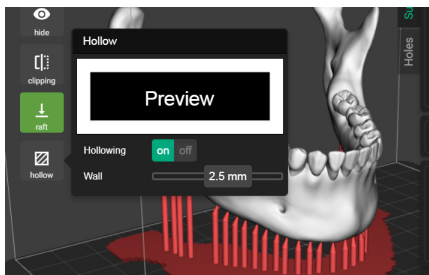 hide
Hollow
clipping
Preview
raft
Hollowing on off
hollow
Wall 2.5 mm
Su
Holes